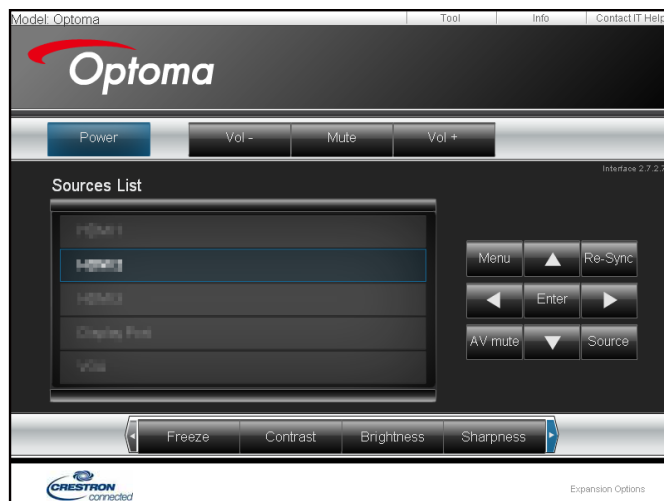 Model: Optoma
Tool
Info
Contact IT Help
Optoma
Power
Vol -
Mute
Vol +
Interface 2.7.2.7
Sources List
Menu
Re-Sync
Enter
AV mute
Source
Freeze
Contrast
Brightness
Sharpness
CRESTRON
connected
Expansion Options